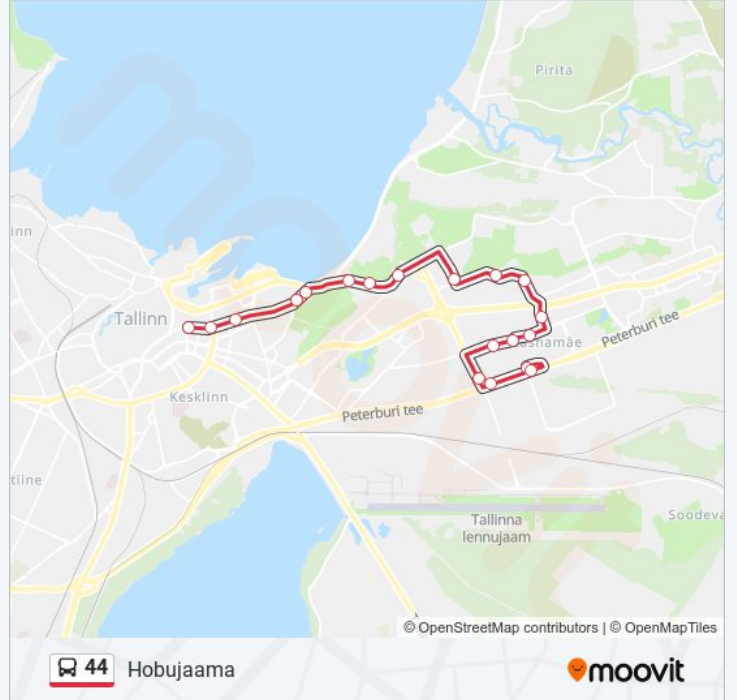 Pirita
inn
Tallinn
Peterburi tee
Kesklinn
Peterburi tee
tiine
Tallinna
lennujaam
Soodeva
© OpenStreetMap contributors | © OpenMapTiles
44 Hobujaama
moovit